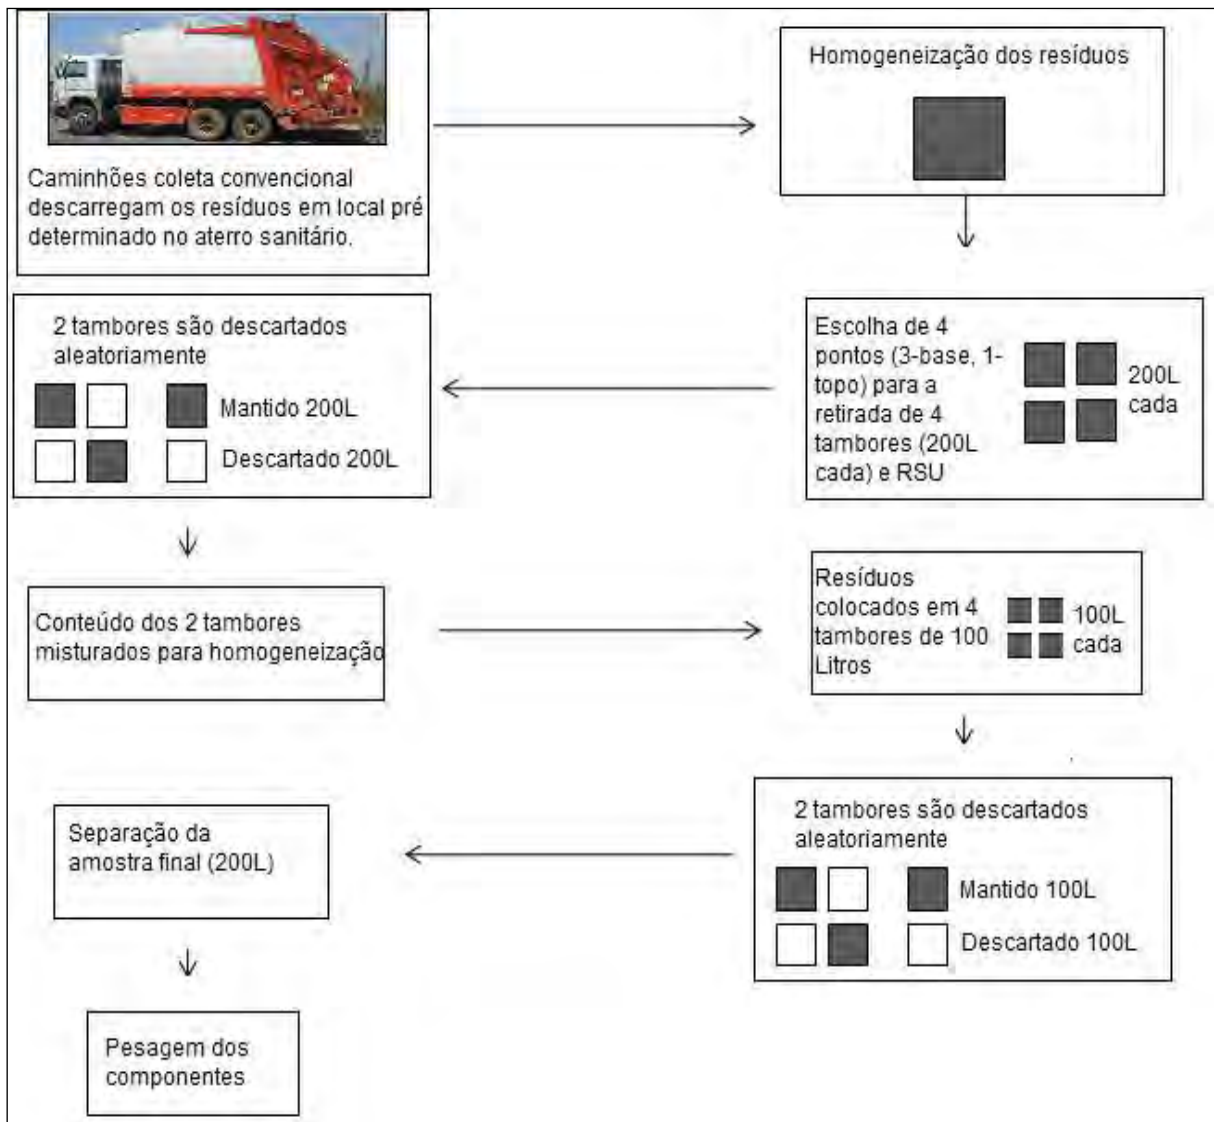 Caminhões coleta convencional
descarregam os resíduos em local pré
determinado no aterro sanitário.
Homogeneização dos resíduos
Escolha de 4
pontos (3-base, 1-
topo) para a
retirada de 4
tambores (200L
cada) e RSU
200L
cada
2 tambores são descartados
aleatoriamente
Mantido 200L
Descartado 200L
Conteúdo dos 2 tambores
misturados para homogeneização
Resíduos
colocados em 4
tambores de 100
Litros
100L
cada
2 tambores são descartados
aleatoriamente
Mantido 100L
Descartado 100L
Separação da
amostra final (200L)
Pesagem dos
componentes